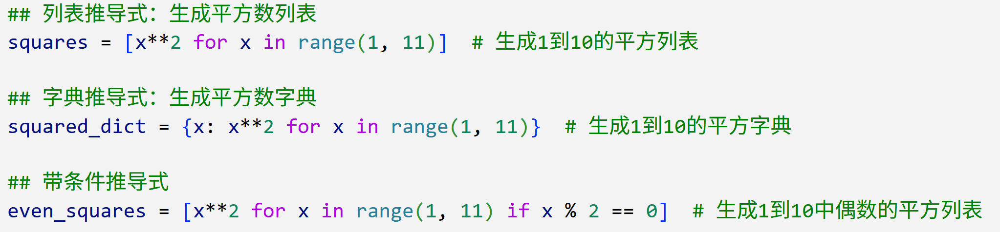 ## 列表推导式：生成平方数列表
squares = [x**2 for x in range(1, 11)]  # 生成1到10的平方列表
## 字典推导式：生成平方数字典
squared_dict = {x: x**2 for x in range(1, 11)}  # 生成1到10的平方字典
## 带条件推导式
even_squares = [x**2 for x in range(1, 11) if x % 2 == 0]  # 生成1到10中偶数的平方列表